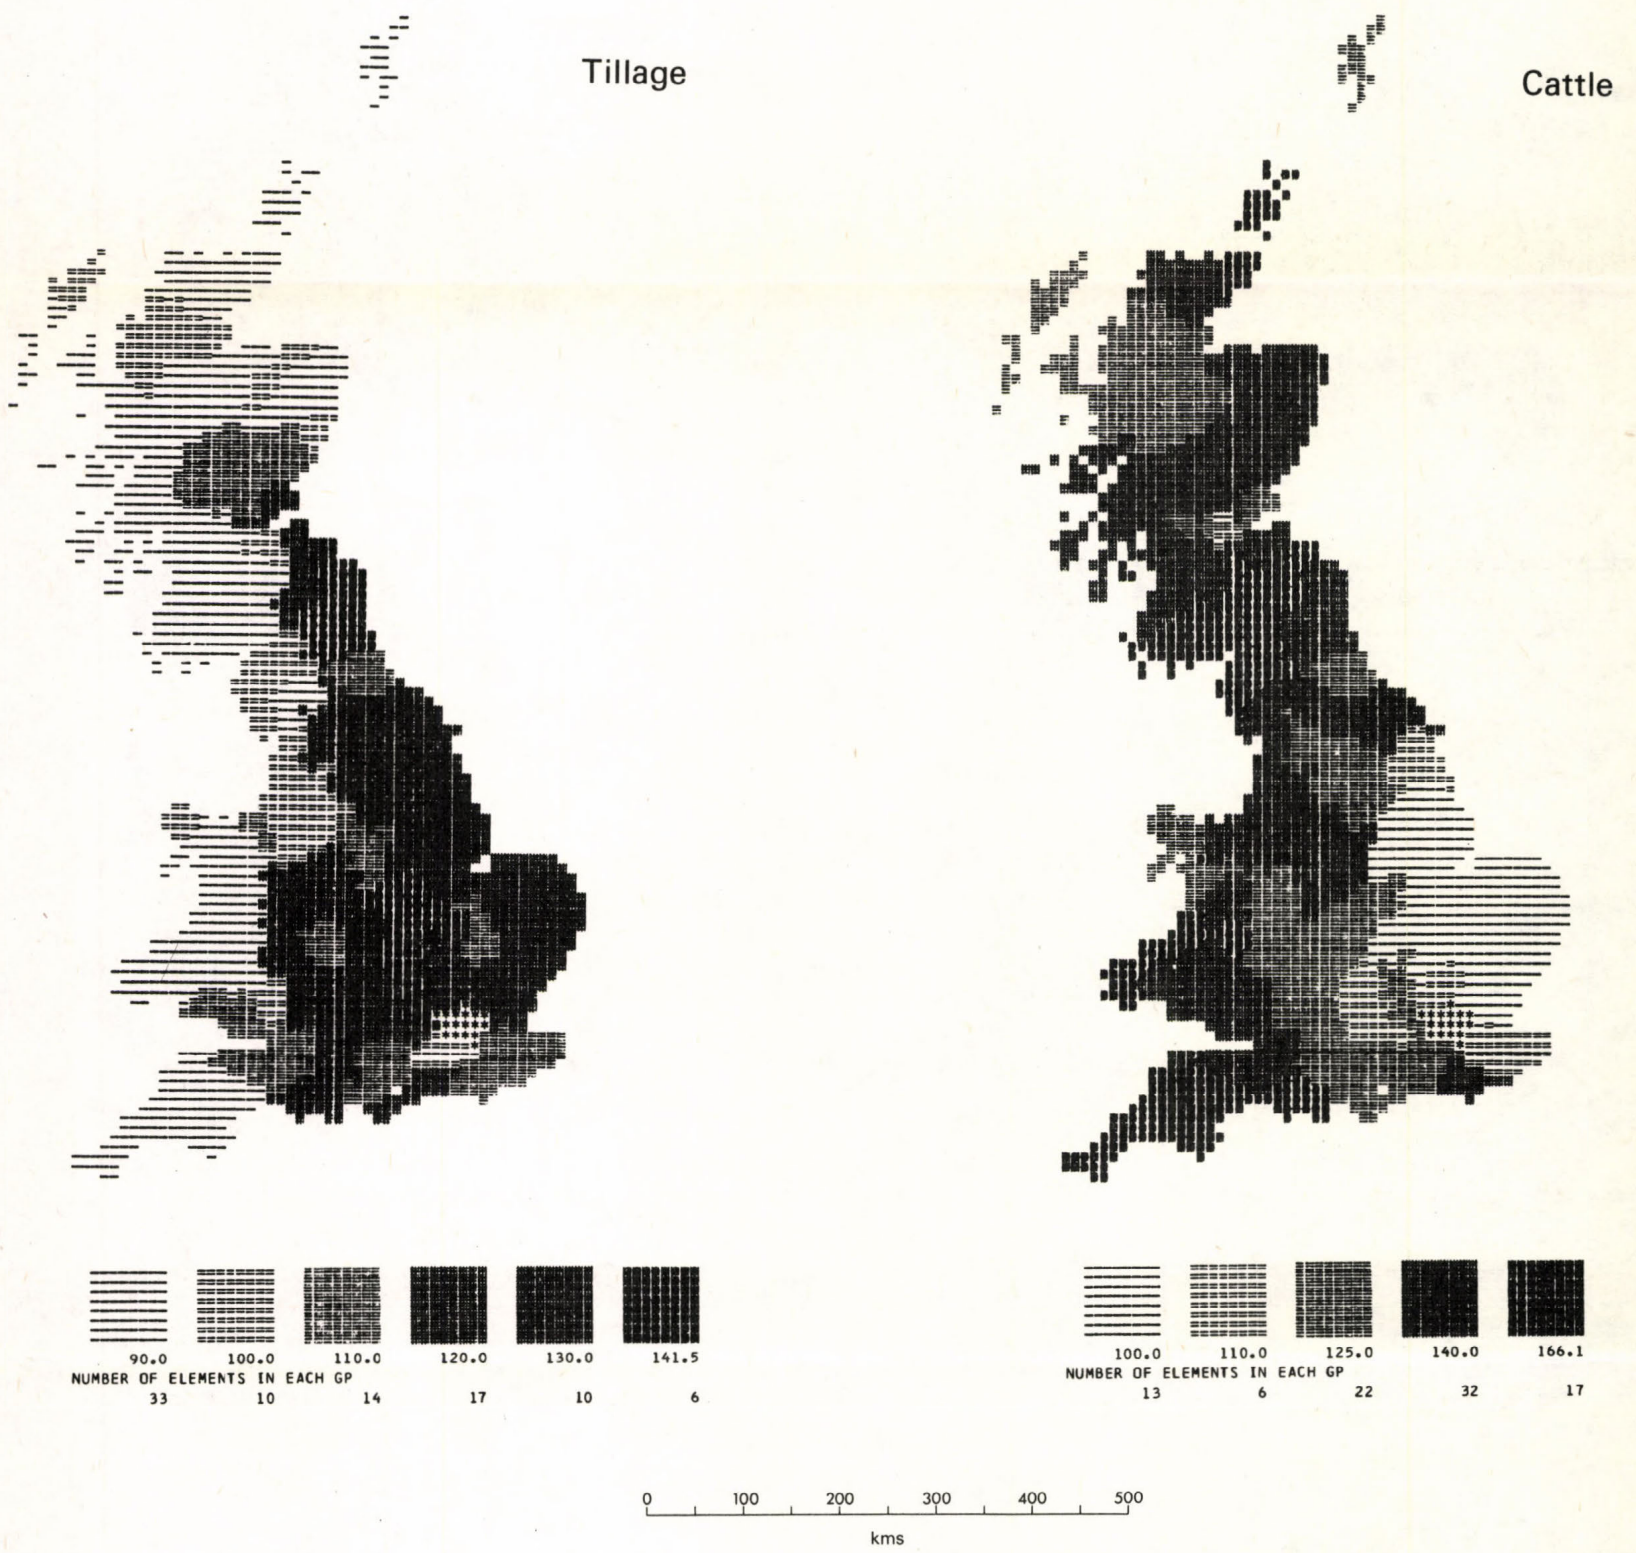 Tillage
Cattle
90.0 100.0 110.0 120.0 130.0 141.5
NUMBER OF ELEMENTS IN EACH GP
33 10 14 17 10 6
100.0 110.0 125.0 140.0 166.1
NUMBER OF ELEMENTS IN EACH GP
13 6 22 32 17
0 100 200 300 400 500
kms